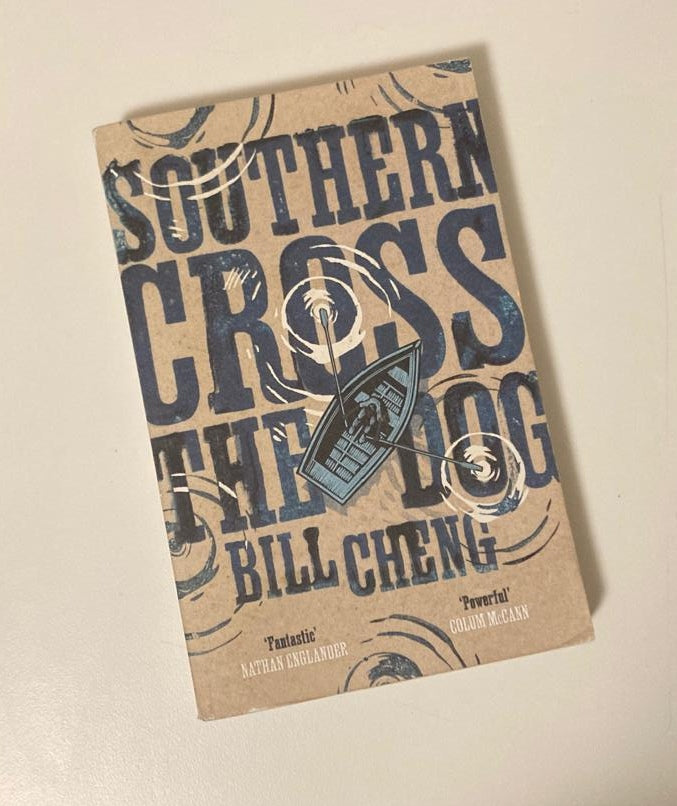 SOUTHERN
CROSS
THE DOG
BILL CHENG
'Fantastic'
NATHAN ENGLANDER
'Powerful'
COLUM McCANN